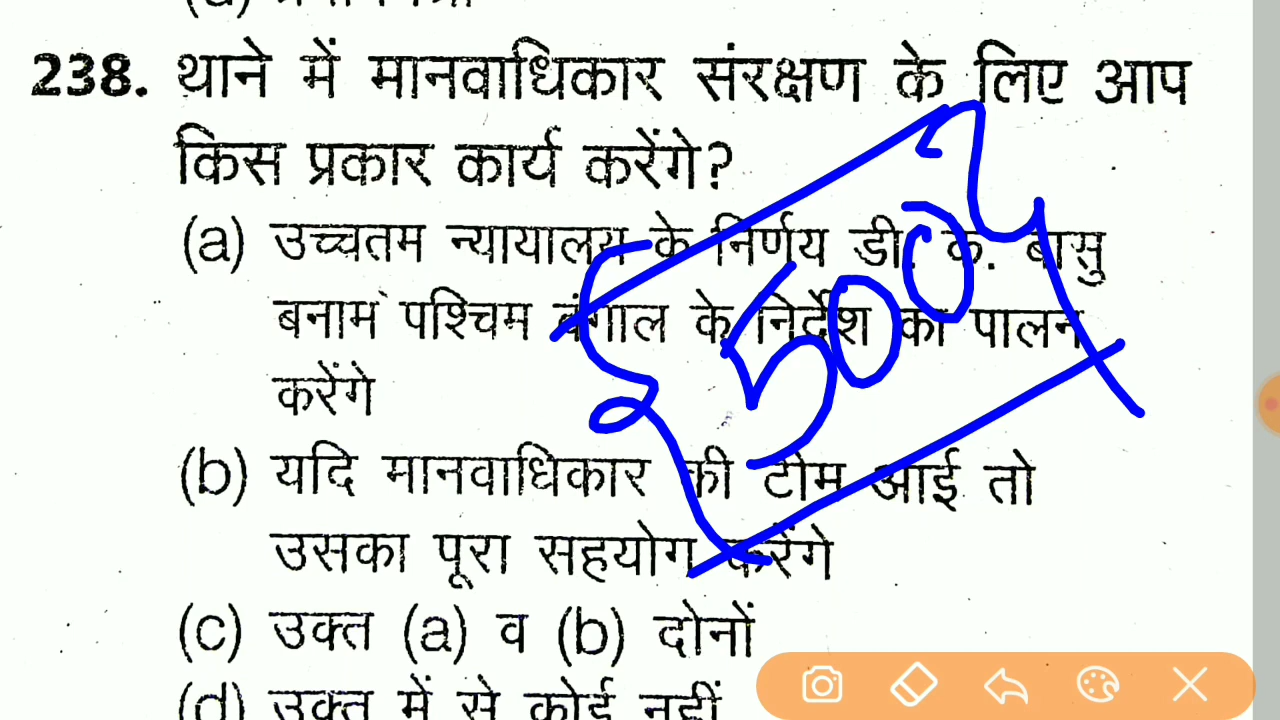 238. थाने में मानवाधिकार संरक्षण के लिए आप
किस प्रकार कार्य करेंगे?
(a) उच्चतम न्यायालय के निर्णय डी. के. बासु
बनाम पश्चिम बंगाल के निर्देश का पालन
करेंगे
(b) यदि मानवाधिकार की टीम आई तो
उसका पूरा सहयोग करेंगे
(c) उक्त (a) व (b) दोनों
(d) उक्त में से कोई नहीं
500